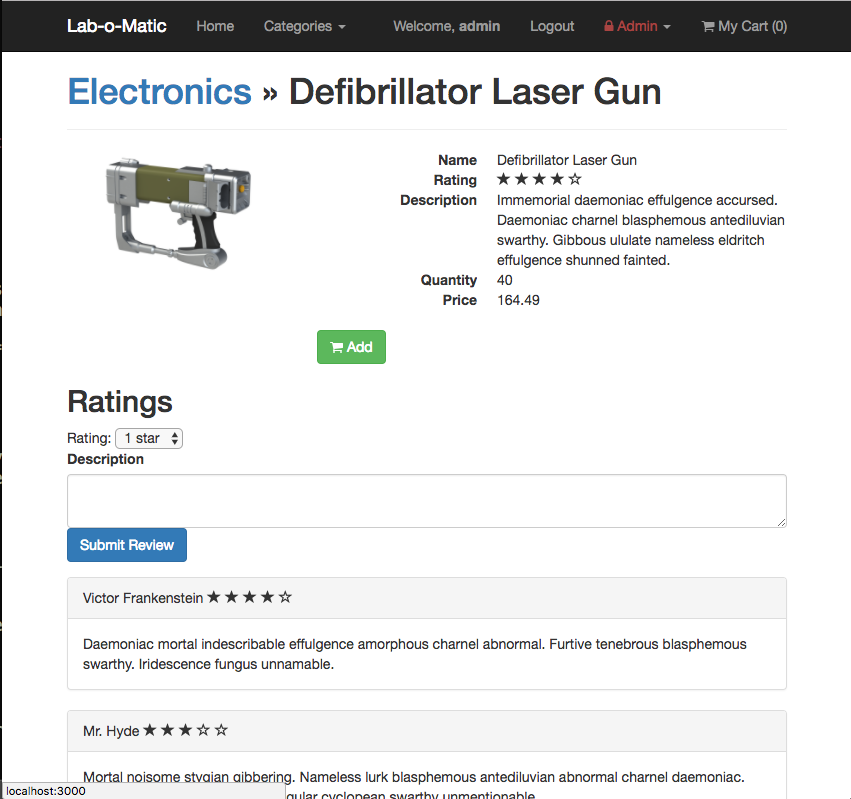 Lab-o-Matic Home Categories Welcome, admin Logout Admin My Cart (0)
Electronics » Defibrillator Laser Gun
Name Defibrillator Laser Gun
Rating ★ ★ ★ ★ ☆
Description Immemorial daemoniac effulgence accursed.
Daemoniac charnel blasphemous antediluvian
swarthy. Gibbous ululate nameless eldritch
effulgence shunned fainted.
Quantity 40
Price 164.49
Add
Ratings
Rating: 1 star
Description
Submit Review
Victor Frankenstein ★ ★ ★ ★ ☆
Daemoniac mortal indescribable effulgence amorphous charnel abnormal. Furtive tenebrous blasphemous
swarthy. Iridescence fungus unnamable.
Mr. Hyde ★ ★ ★ ☆ ☆
Mortal noisome stygian gibbering. Nameless lurk blasphemous antediluvian abnormal charnel daemoniac.
cyclopean swarthy unmentionable
localhost:3000